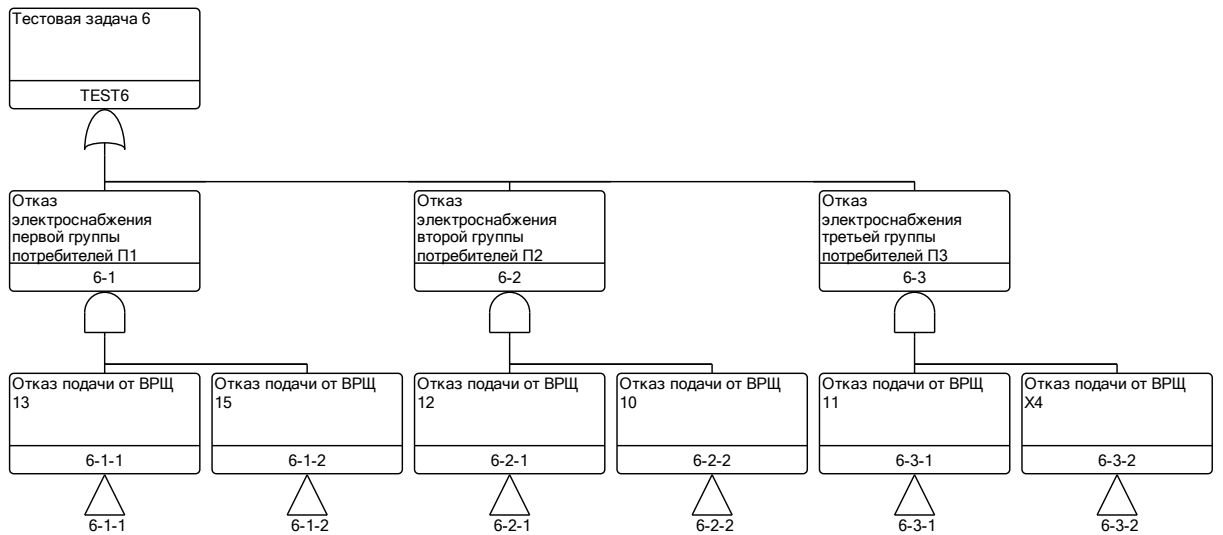 Тестовая задача 6
TEST6
Отказ
электроснабжения
первой группы
потребителей П1
6-1
Отказ
электроснабжения
второй группы
потребителей П2
6-2
Отказ
электроснабжения
третьей группы
потребителей П3
6-3
Отказ подачи от ВРЩ
13
6-1-1
6-1-1
Отказ подачи от ВРЩ
15
6-1-2
6-1-2
Отказ подачи от ВРЩ
12
6-2-1
6-2-1
Отказ подачи от ВРЩ
10
6-2-2
6-2-2
Отказ подачи от ВРЩ
11
6-3-1
6-3-1
Отказ подачи от ВРЩ
X4
6-3-2
6-3-2